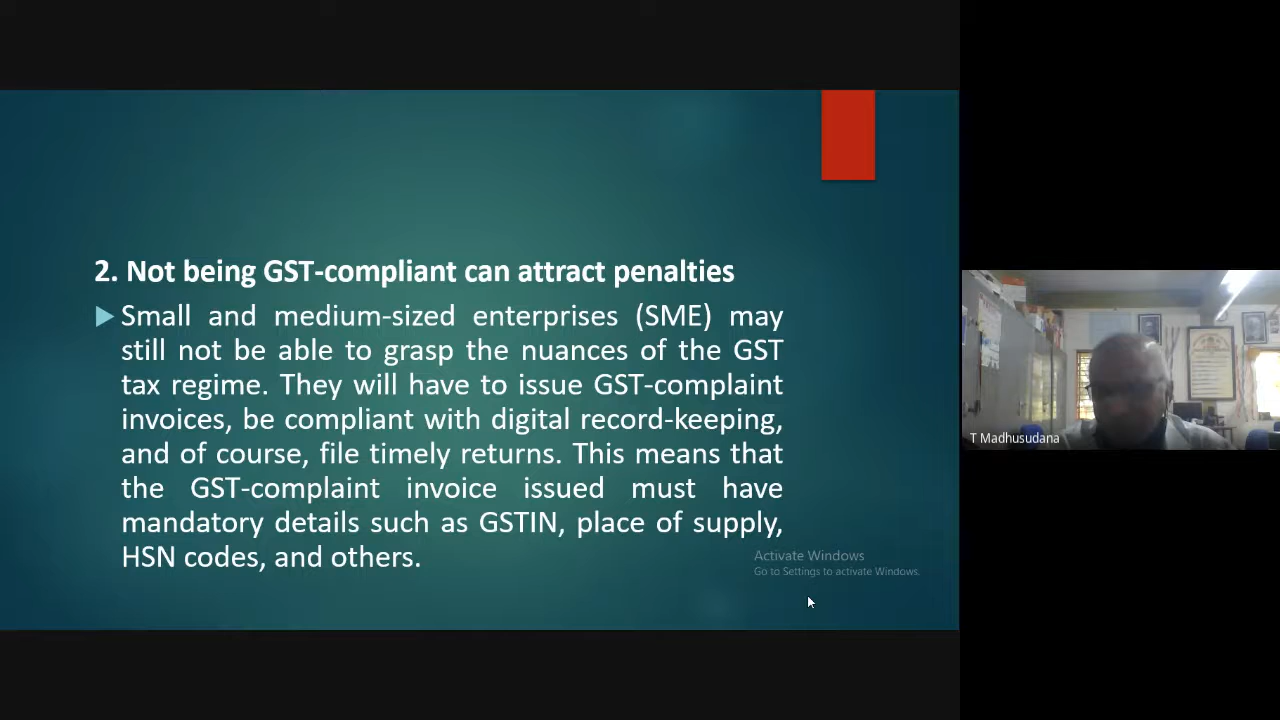 2. Not being GST-compliant can attract penalties
Small and medium-sized enterprises (SME) may
still not be able to grasp the nuances of the GST
tax regime. They will have to issue GST-complaint
invoices, be compliant with digital record-keeping,
and of course, file timely returns. This means that
the GST-complaint invoice issued must have
mandatory details such as GSTIN, place of supply,
HSN codes, and others.
Activate Windows
Go to Settings to activate Windows.
T Madhusudana